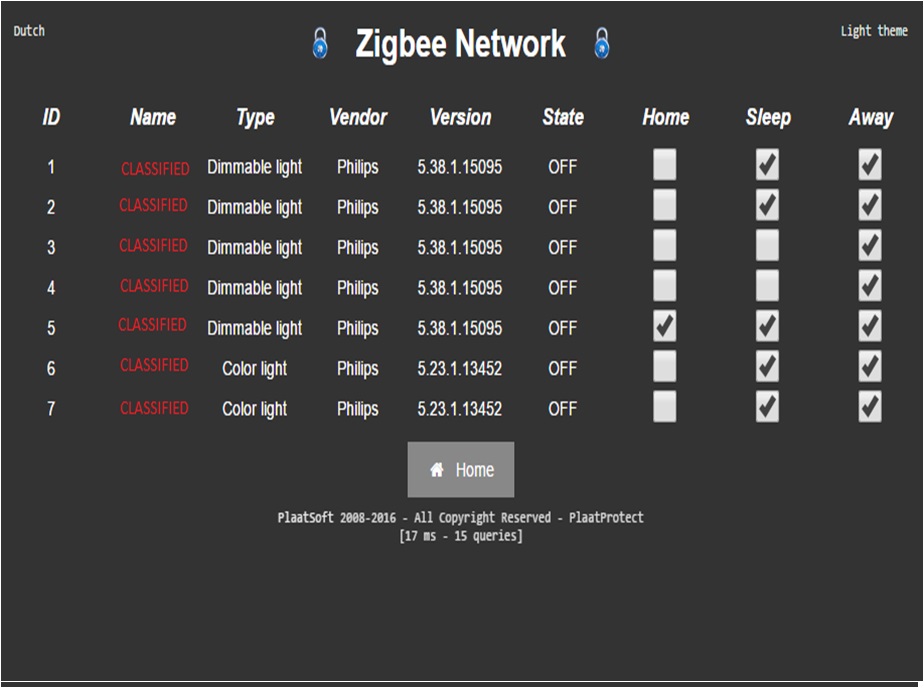 Dutch
Zigbee Network
Light theme
ID Name Type Vendor Version State Home Sleep Away
1 CLASSIFIED Dimmable light Philips 5.38.1.15095 OFF
2 CLASSIFIED Dimmable light Philips 5.38.1.15095 OFF
3 CLASSIFIED Dimmable light Philips 5.38.1.15095 OFF
4 CLASSIFIED Dimmable light Philips 5.38.1.15095 OFF
5 CLASSIFIED Dimmable light Philips 5.38.1.15095 OFF
6 CLASSIFIED Color light Philips 5.23.1.13452 OFF
7 CLASSIFIED Color light Philips 5.23.1.13452 OFF
Home
PlaatSoft 2008-2016 - All Copyright Reserved - PlaatProtect
[17 ms - 15 queries]